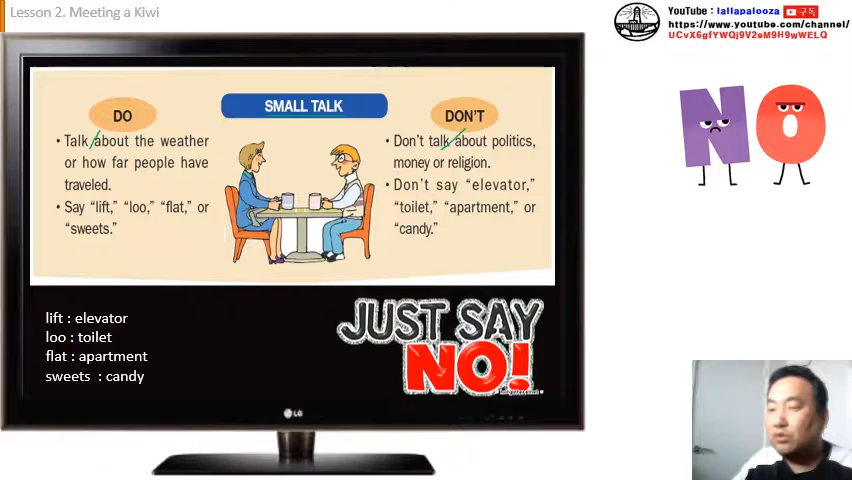 Lesson 2. Meeting a Kiwi
YouTube : lallapalooza 구독
https://www.youtube.com/channel/
UCvX6gfYWQj9V2eM9H9wWELQ
SMALL TALK
DO
• Talk about the weather
or how far people have
traveled.
• Say “lift,” “loo,” “flat,” or
“sweets.”
DON'T
• Don't talk about politics,
money or religion.
• Don't say “elevator,”
“toilet,” “apartment,” or
“candy.”
NO
lift : elevator
loo : toilet
flat : apartment
sweets : candy
JUST SAY
NO!
LG